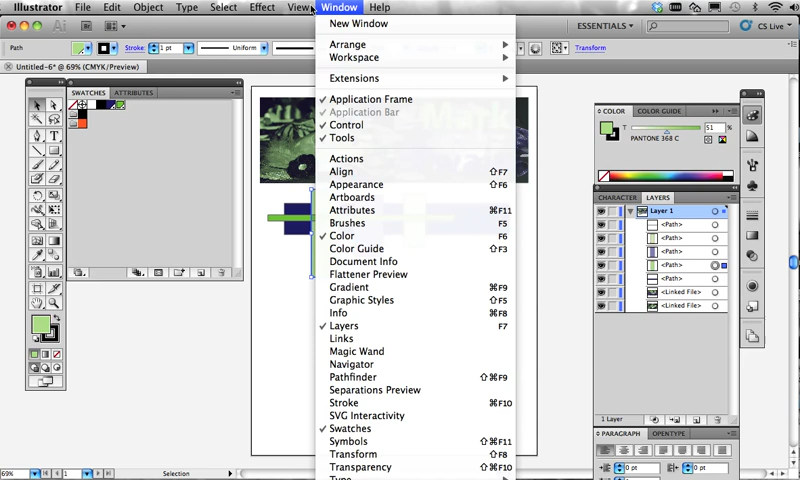 Illustrator File Edit Object Type Select Effect View Window Help
Ai ESSENTIALS CS Live
Path Stroke: 1 pt Uniform Transform
Untitled-6* @ 69% (CMYK/Preview)
SWATCHES ATTRIBUTES
New Window
Arrange
Workspace
Extensions
✓ Application Frame
✓ Application Bar
✓ Control
✓ Tools
Actions
Align ⇧F7
Appearance ⇧F6
Artboards
Attributes ⌘F11
Brushes F5
✓ Color F6
Color Guide ⇧F3
Document Info
Flattener Preview
Gradient ⌘F9
Graphic Styles ⇧F5
Info ⌘F8
✓ Layers F7
Links
Magic Wand
Navigator
Pathfinder ⇧⌘F9
Separations Preview
Stroke ⌘F10
SVG Interactivity
✓ Swatches
Symbols ⇧⌘F11
Transform ⇧F8
Transparency ⇧⌘F10
Type
COLOR COLOR GUIDE
T 51 %
PANTONE 368 C
CHARACTER LAYERS
Layer 1
<Path>
<Path>
<Path>
<Path>
<Path>
<Linked File>
<Linked File>
1 Layer
PARAGRAPH OPENTYPE
0 pt 0 pt
69% 1 Selection